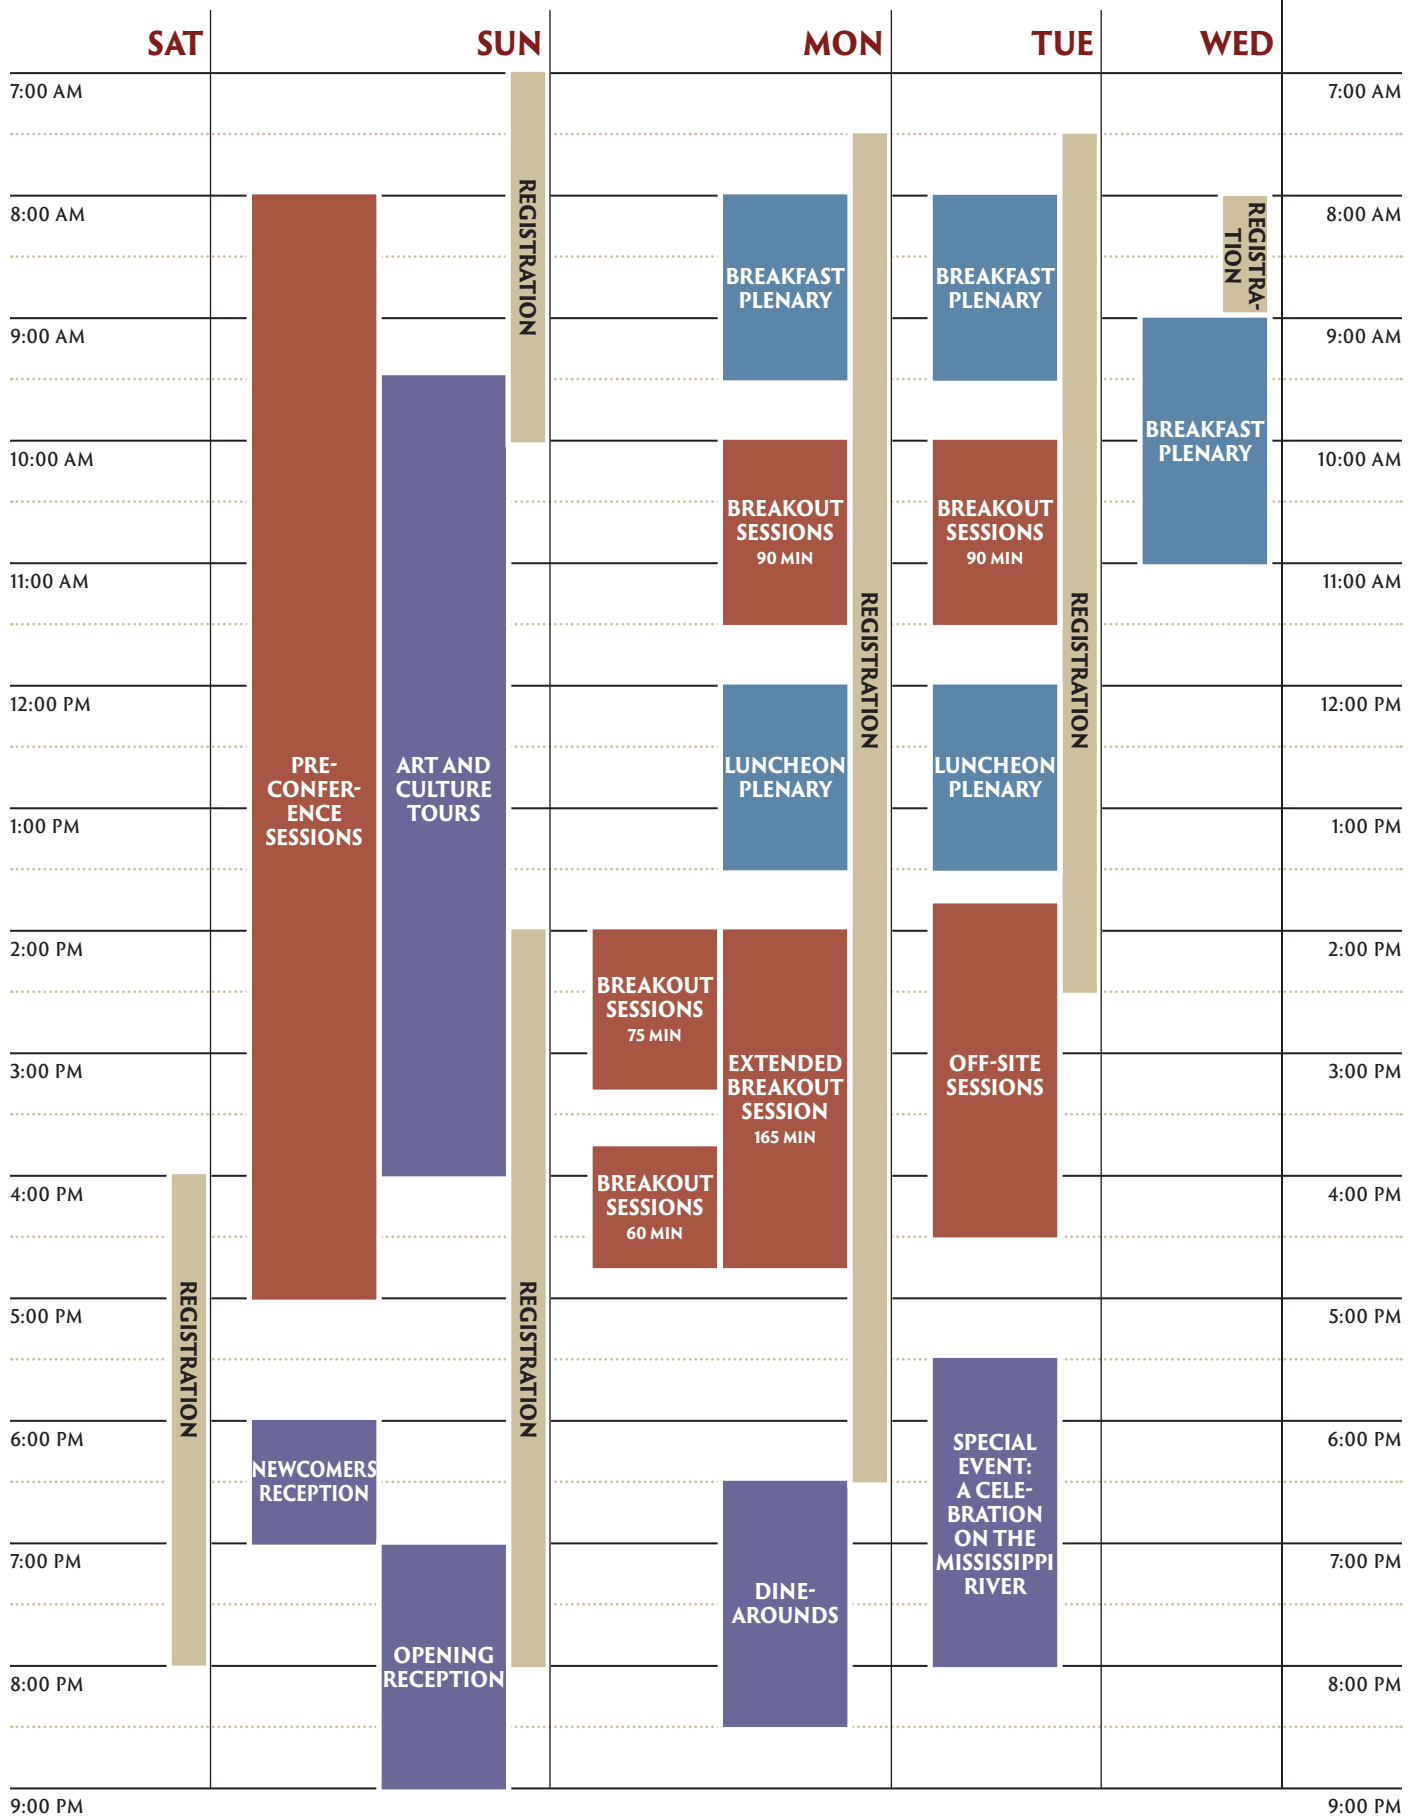 SAT SUN MON TUE WED
7:00 AM 7:00 AM
8:00 AM 8:00 AM
9:00 AM 9:00 AM
10:00 AM 10:00 AM
11:00 AM 11:00 AM
12:00 PM 12:00 PM
1:00 PM 1:00 PM
2:00 PM 2:00 PM
3:00 PM 3:00 PM
4:00 PM 4:00 PM
5:00 PM 5:00 PM
6:00 PM 6:00 PM
7:00 PM 7:00 PM
8:00 PM 8:00 PM
9:00 PM 9:00 PM
REGISTRATION
PRE-
CONFER-
ENCE
SESSIONS
NEWCOMERS
RECEPTION
ART AND
CULTURE
TOURS
OPENING
RECEPTION
REGISTRATION
REGISTRATION
BREAKOUT
SESSIONS
75 MIN
BREAKOUT
SESSIONS
60 MIN
BREAKFAST
PLENARY
BREAKOUT
SESSIONS
90 MIN
LUNCHEON
PLENARY
EXTENDED
BREAKOUT
SESSION
165 MIN
DINE-
AROUNDS
REGISTRATION
BREAKFAST
PLENARY
BREAKOUT
SESSIONS
90 MIN
LUNCHEON
PLENARY
OFF-SITE
SESSIONS
SPECIAL
EVENT:
A CELE-
BRATION
ON THE
MISSISSIPPI
RIVER
REGISTRATION
REGISTRA-
TION
BREAKFAST
PLENARY